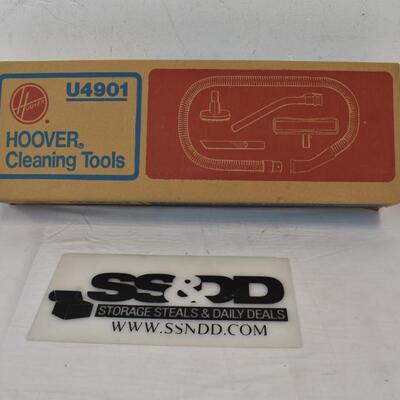 HOOVER
U4901
HOOVER®
Cleaning Tools
SS&DD
STORAGE STEALS & DAILY DEALS
WWW.SSNDD.COM